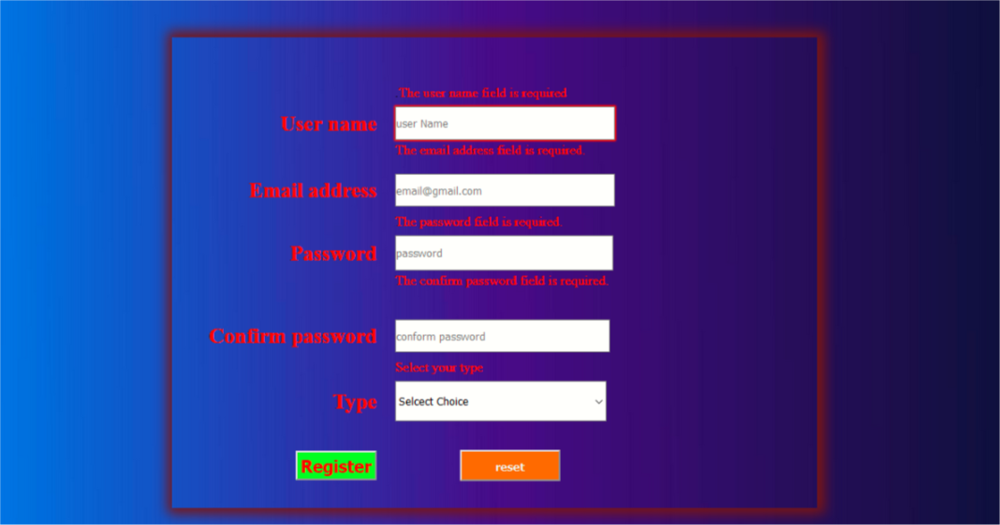 The user name field is required
User name
user Name
The email address field is required.
Email address
email@gmail.com
The password field is required.
Password
password
The confirm password field is required.
Confirm password
conform password
Select your type
Type
Selcect Choice
Register
reset